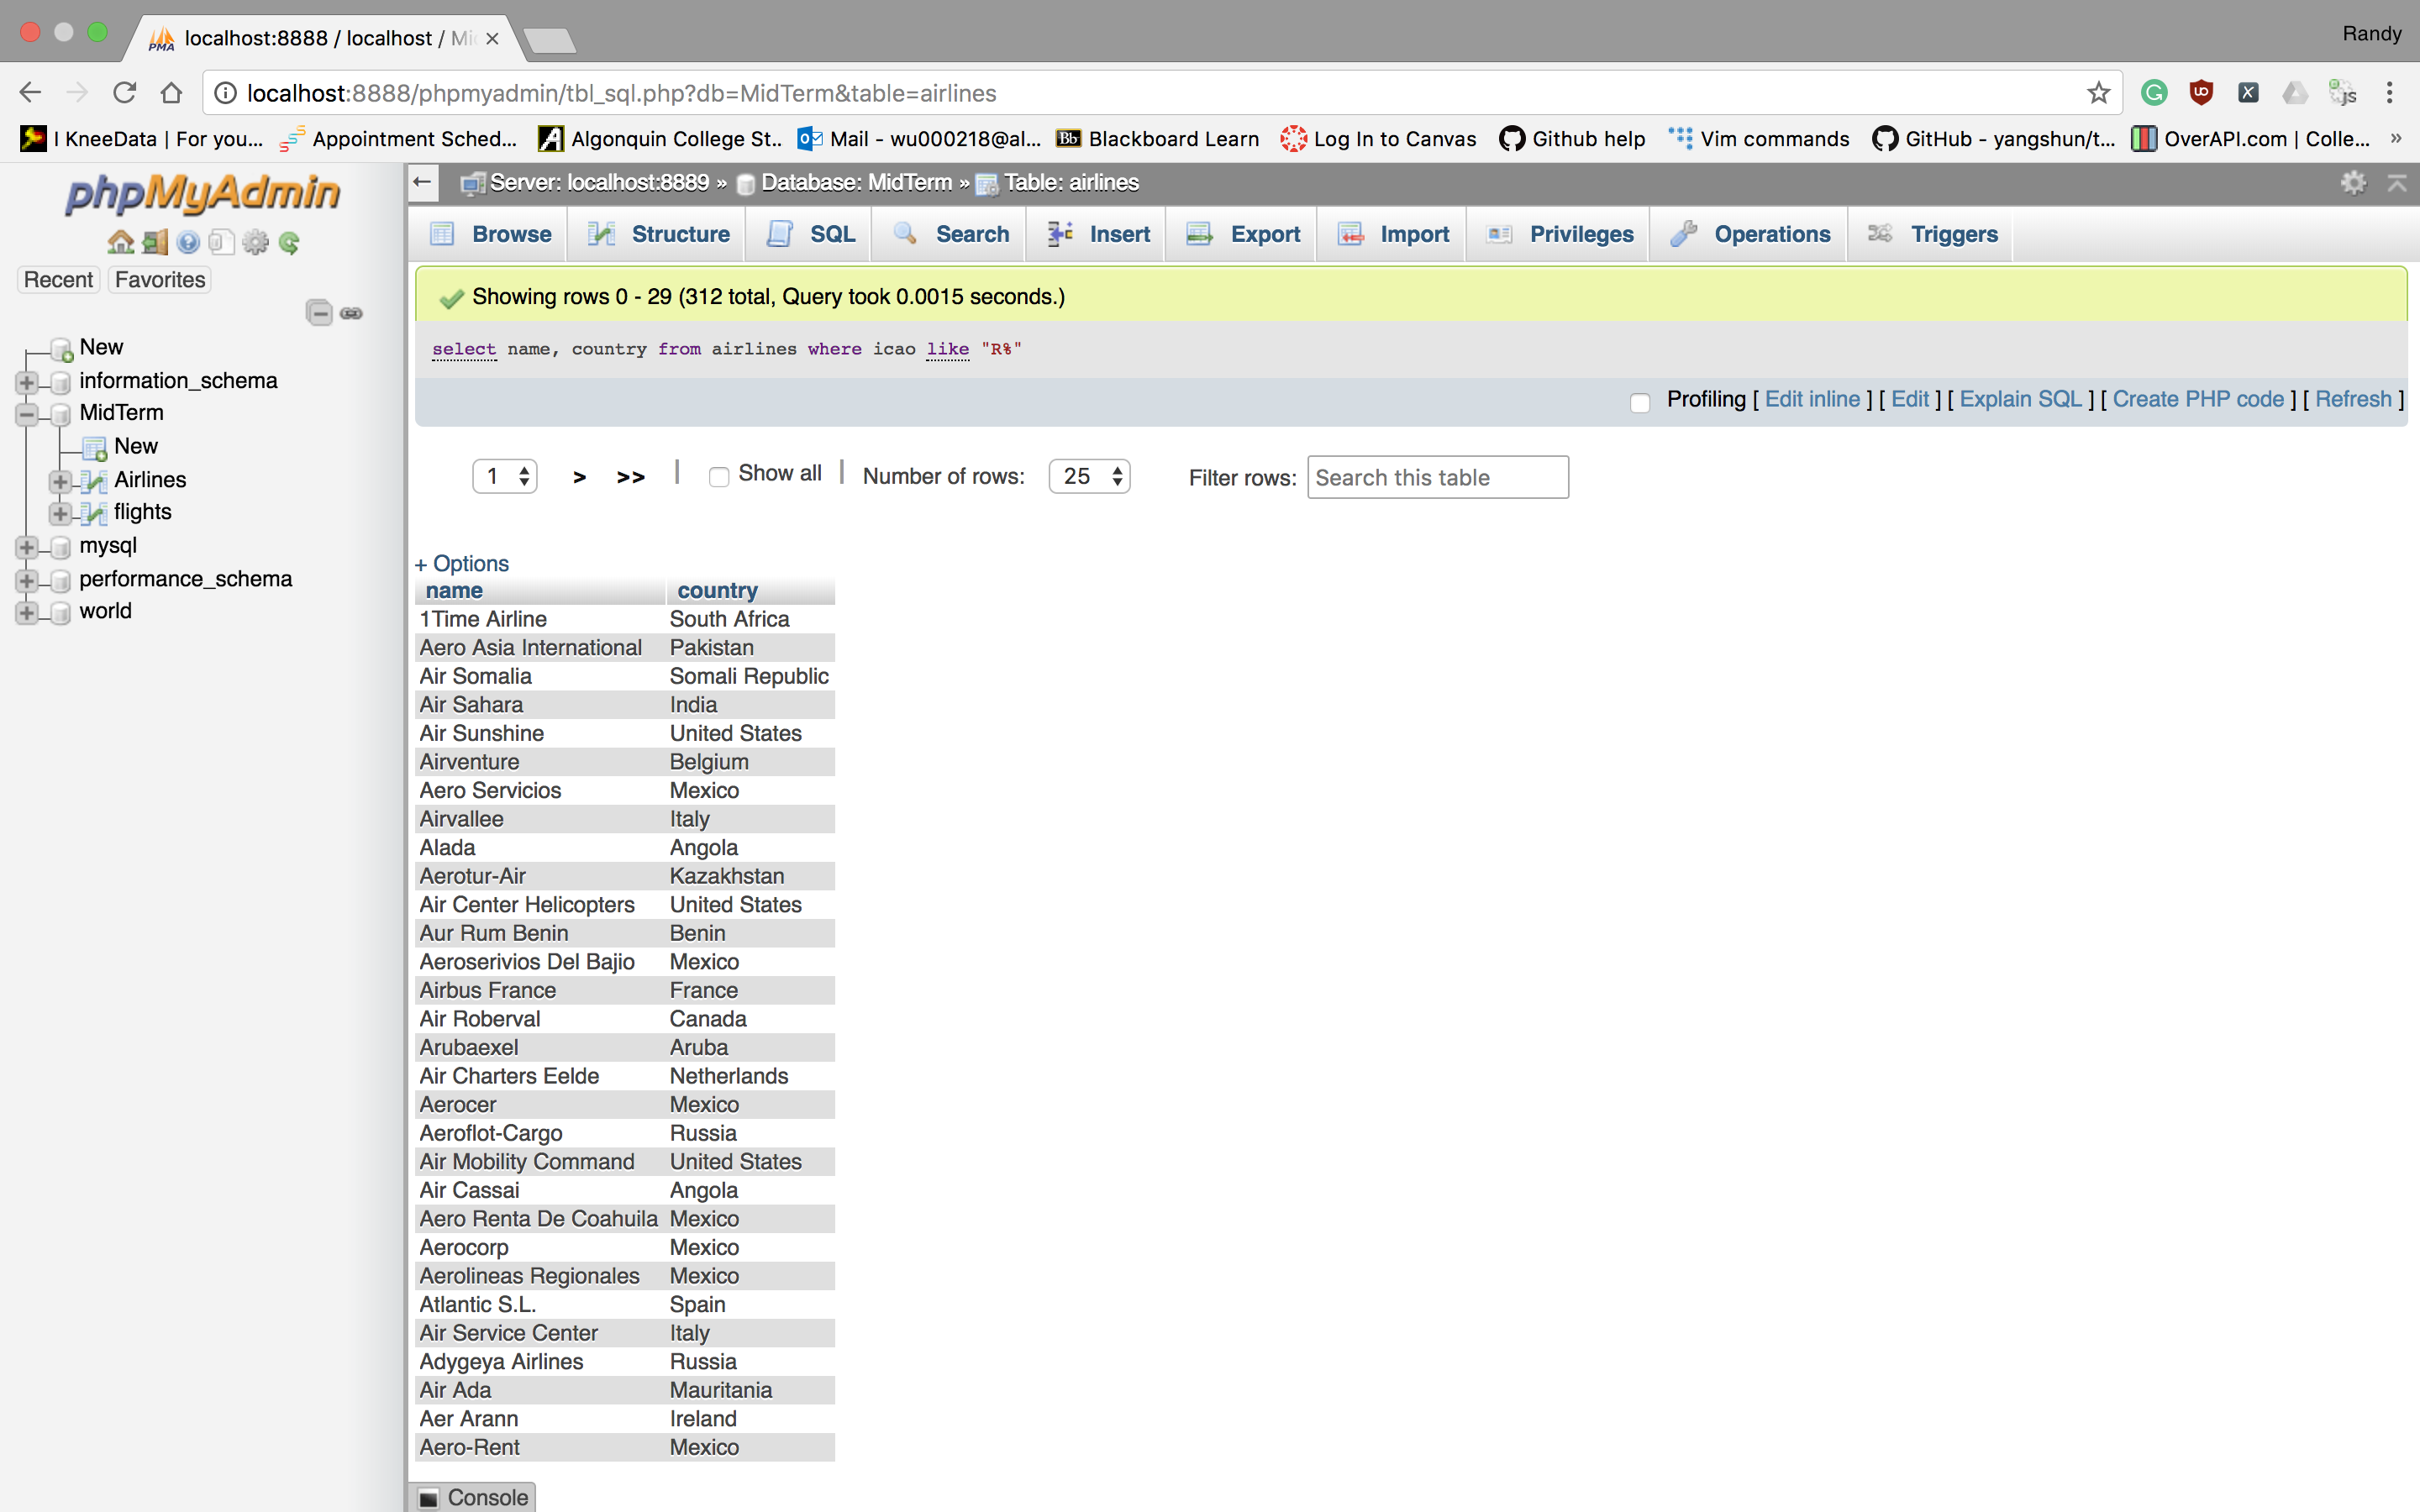 localhost:8888 / localhost / Mi
Randy
localhost:8888/phpmyadmin/tbl_sql.php?db=MidTerm&table=airlines
I KneeData | For you... Appointment Sched... Algonquin College St... Mail - wu000218@al... Blackboard Learn Log In to Canvas Github help Vim commands GitHub - yangshun/t... OverAPI.com | Colle... »
phpMyAdmin
Recent Favorites
New
information_schema
MidTerm
New
Airlines
flights
mysql
performance_schema
world
Server: localhost:8889 » Database: MidTerm » Table: airlines
Browse Structure SQL Search Insert Export Import Privileges Operations Triggers
Showing rows 0 - 29 (312 total, Query took 0.0015 seconds.)
select name, country from airlines where icao like "R%"
Profiling [ Edit inline ] [ Edit ] [ Explain SQL ] [ Create PHP code ] [ Refresh ]
1 > >> | Show all | Number of rows: 25 Filter rows: Search this table
+ Options
name country
1Time Airline South Africa
Aero Asia International Pakistan
Air Somalia Somali Republic
Air Sahara India
Air Sunshine United States
Airventure Belgium
Aero Servicios Mexico
Airvallee Italy
Alada Angola
Aerotur-Air Kazakhstan
Air Center Helicopters United States
Aur Rum Benin Benin
Aeroserivios Del Bajio Mexico
Airbus France France
Air Roberval Canada
Arubaexel Aruba
Air Charters Eelde Netherlands
Aerocer Mexico
Aeroflot-Cargo Russia
Air Mobility Command United States
Air Cassai Angola
Aero Renta De Coahuila Mexico
Aerocorp Mexico
Aerolineas Regionales Mexico
Atlantic S.L. Spain
Air Service Center Italy
Adygeya Airlines Russia
Air Ada Mauritania
Aer Arann Ireland
Aero-Rent Mexico
Console